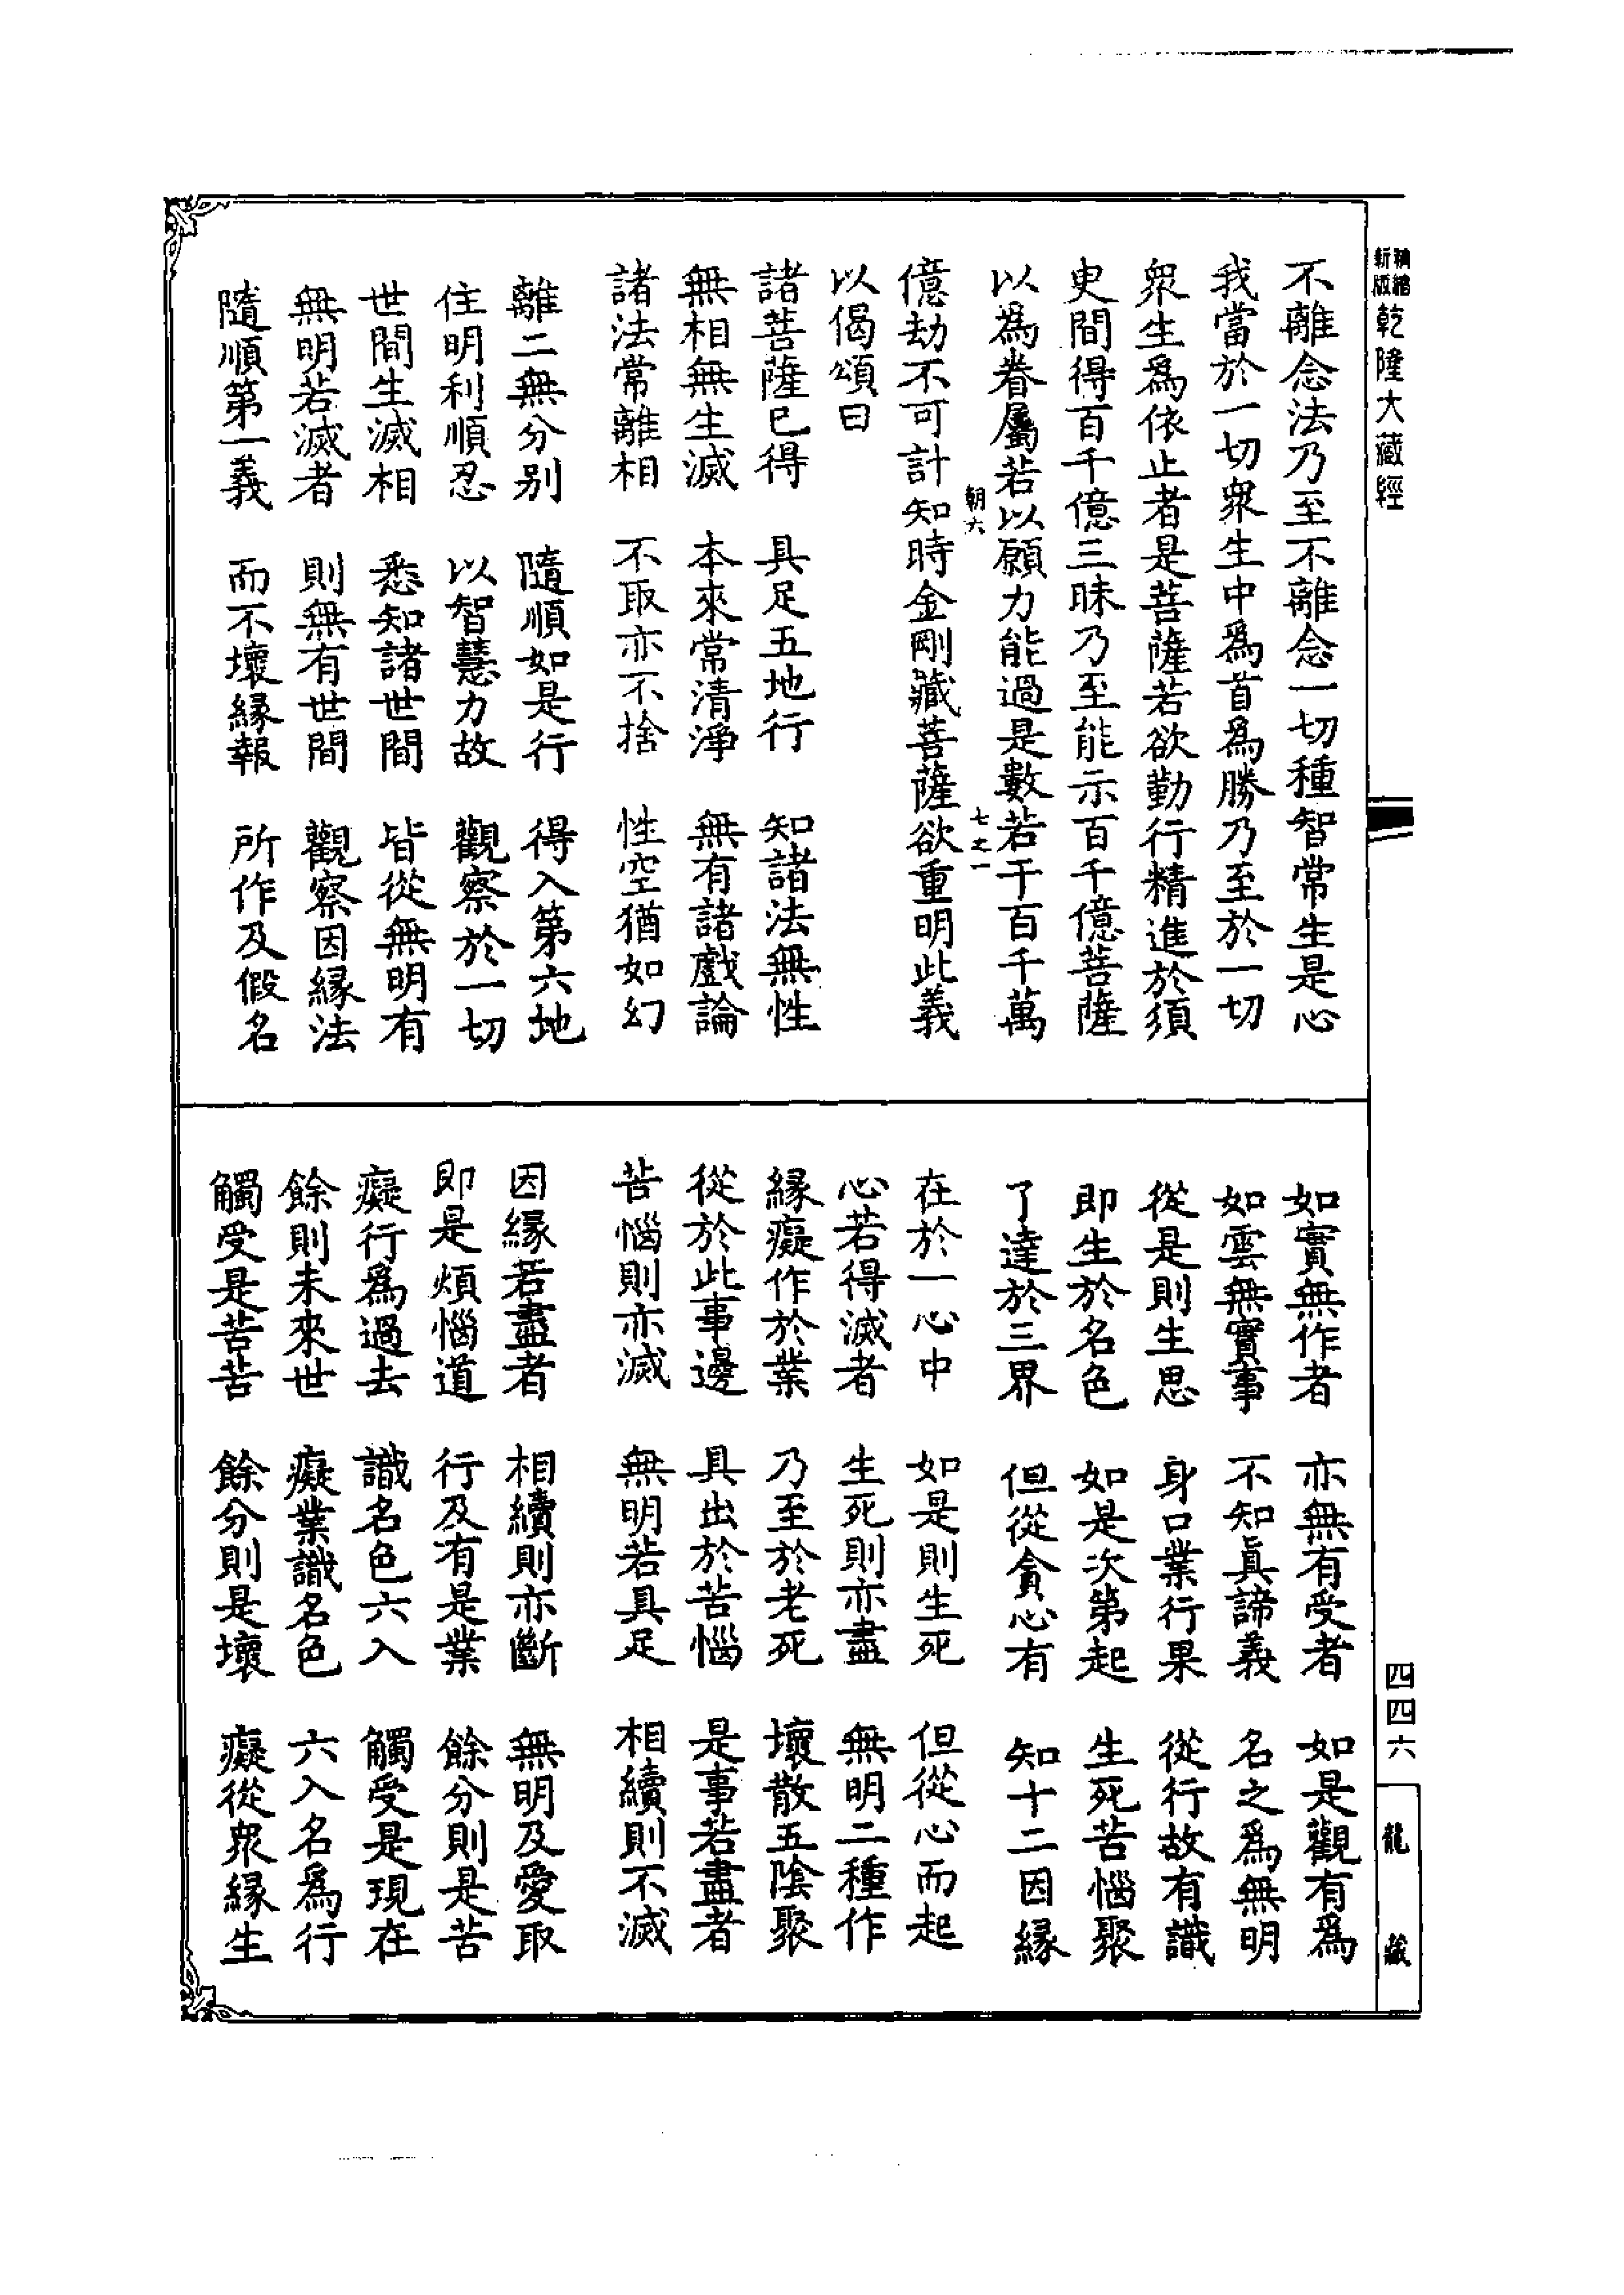 精縮新版乾隆大藏經
不離念法乃至不離念一切種智常生是心
我當於一切衆生中爲首爲勝乃至於一切
衆生爲依止者是菩薩若欲勤行精進於須
臾間得百千億三昧乃至能示百千億菩薩
以爲眷屬若以願力能過是數若干百千萬
朝六 七之一
億劫不可計知時金剛藏菩薩欲重明此義
以偈頌曰
諸菩薩已得 具足五地行 知諸法無性
無相無生滅 本來常清淨 無有諸戲論
諸法常離相 不取亦不捨 性空猶如幻
離二無分別 隨順如是行 得入第六地
住明利順忍 以智慧力故 觀察於一切
世間生滅相 悉知諸世間 皆從無明有
無明若滅者 則無有世間 觀察因緣法
隨順第一義 而不壞緣報 所作及假名
如實無作者 亦無有受者 如是觀有爲
如雲無實事 不知眞諦義 名之爲無明
從是則生思 身口業行果 從行故有識
即生於名色 如是次第起 生死苦惱聚
了達於三界 但從貪心有 知十二因緣
在於一心中 如是則生死 但從心而起
心若得滅者 生死則亦盡 無明二種作
緣癡作於業 乃至於老死 壞散五陰聚
從於此事邊 具出於苦惱 是事若盡者
苦惱則亦滅 無明若具足 相續則不滅
因緣若盡者 相續則亦斷 無明及愛取
即是煩惱道 行及有是業 餘分則是苦
癡行爲過去 識名色六入 觸受是現在
餘則未來世 癡業識名色 六入名爲行
觸受是苦苦 餘分則是壞 癡從衆緣生
四四六
龍藏